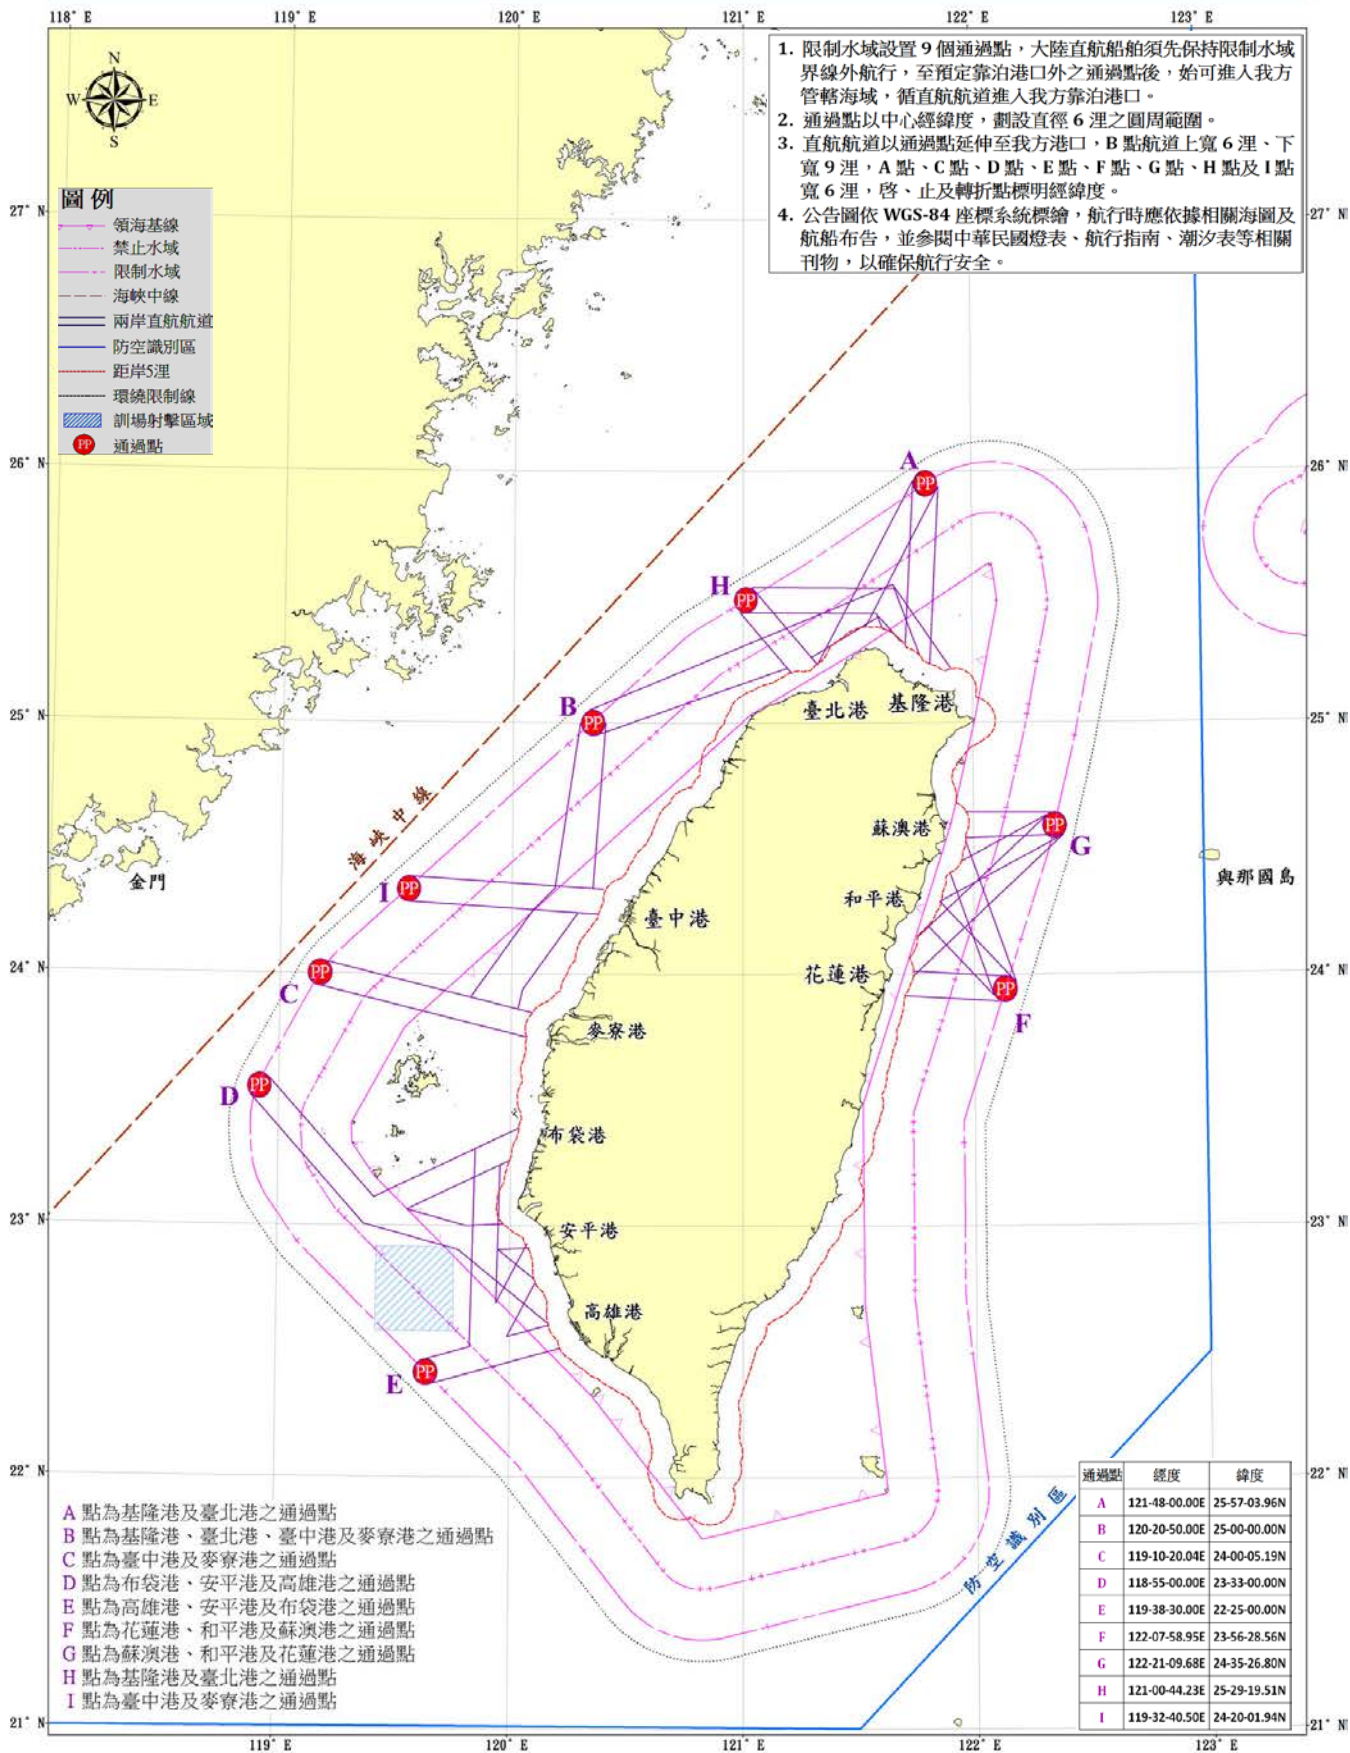 118° E
119° E
120° E
121° E
122° E
123° E
N
W
E
S
1. 限制水域設置 9 個通過點，大陸直航船舶須先保持限制水域
界線外航行，至預定靠泊港口外之通過點後，始可進入我方
管轄海域，循直航航道進入我方靠泊港口。
2. 通過點以中心經緯度，劃設直徑 6 浬之圓周範圍。
3. 直航航道以通過點延伸至我方港口，B 點航道上寬 6 浬、下
寬 9 浬，A 點、C 點、D 點、E 點、F 點、G 點、H 點及 I 點
寬 6 浬，啓、止及轉折點標明經緯度。
4. 公告圖依 WGS-84 座標系統標繪，航行時應依據相關海圖及
航船布告，並參閱中華民國燈表、航行指南、潮汐表等相關
刊物，以確保航行安全。
圖例
領海基線
禁止水域
限制水域
海峽中線
兩岸直航航道
防空識別區
距岸5浬
環繞限制線
訓場射擊區域
PP 通過點
27° N
27° N
26° N
26° N
A
PP
H
PP
B
PP
25° N
25° N
臺北港
基隆港
海峽中線
蘇澳港
PP
G
金門
與那國島
I
PP
和平港
臺中港
24° N
24° N
C
PP
花蓮港
PP
F
麥寮港
D
PP
布袋港
23° N
23° N
安平港
高雄港
E
PP
22° N
22° N
防空識別區
A 點為基隆港及臺北港之通過點
B 點為基隆港、臺北港、臺中港及麥寮港之通過點
C 點為臺中港及麥寮港之通過點
D 點為布袋港、安平港及高雄港之通過點
E 點為高雄港、安平港及布袋港之通過點
F 點為花蓮港、和平港及蘇澳港之通過點
G 點為蘇澳港、和平港及花蓮港之通過點
H 點為基隆港及臺北港之通過點
I 點為臺中港及麥寮港之通過點
通過點 經度 緯度
A 121-48-00.00E 25-57-03.96N
B 120-20-50.00E 25-00-00.00N
C 119-10-20.04E 24-00-05.19N
D 118-55-00.00E 23-33-00.00N
E 119-38-30.00E 22-25-00.00N
F 122-07-58.95E 23-56-28.56N
G 122-21-09.68E 24-35-26.80N
H 121-00-44.23E 25-29-19.51N
I 119-32-40.50E 24-20-01.94N
21° N
21° N
119° E
120° E
121° E
122° E
123° E